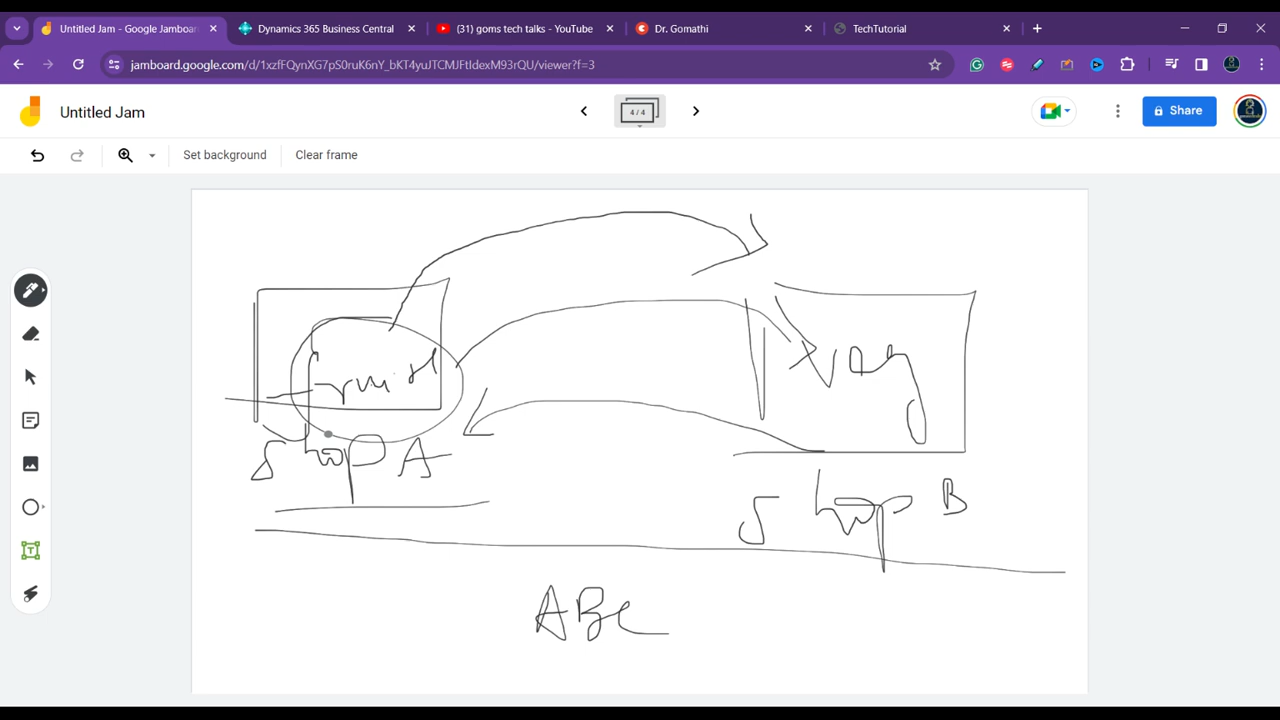 Untitled Jam - Google Jamboar
Dynamics 365 Business Central
(31) goms tech talks - YouTube
Dr. Gomathi
TechTutorial
jamboard.google.com/d/1xzfFQynXG7pS0ruK6nY_bKT4yuJTCMJFtIdexM93rQU/viewer?f=3
Untitled Jam
4 / 4
Share
Set background
Clear frame
Shop A
Shop B
ABC